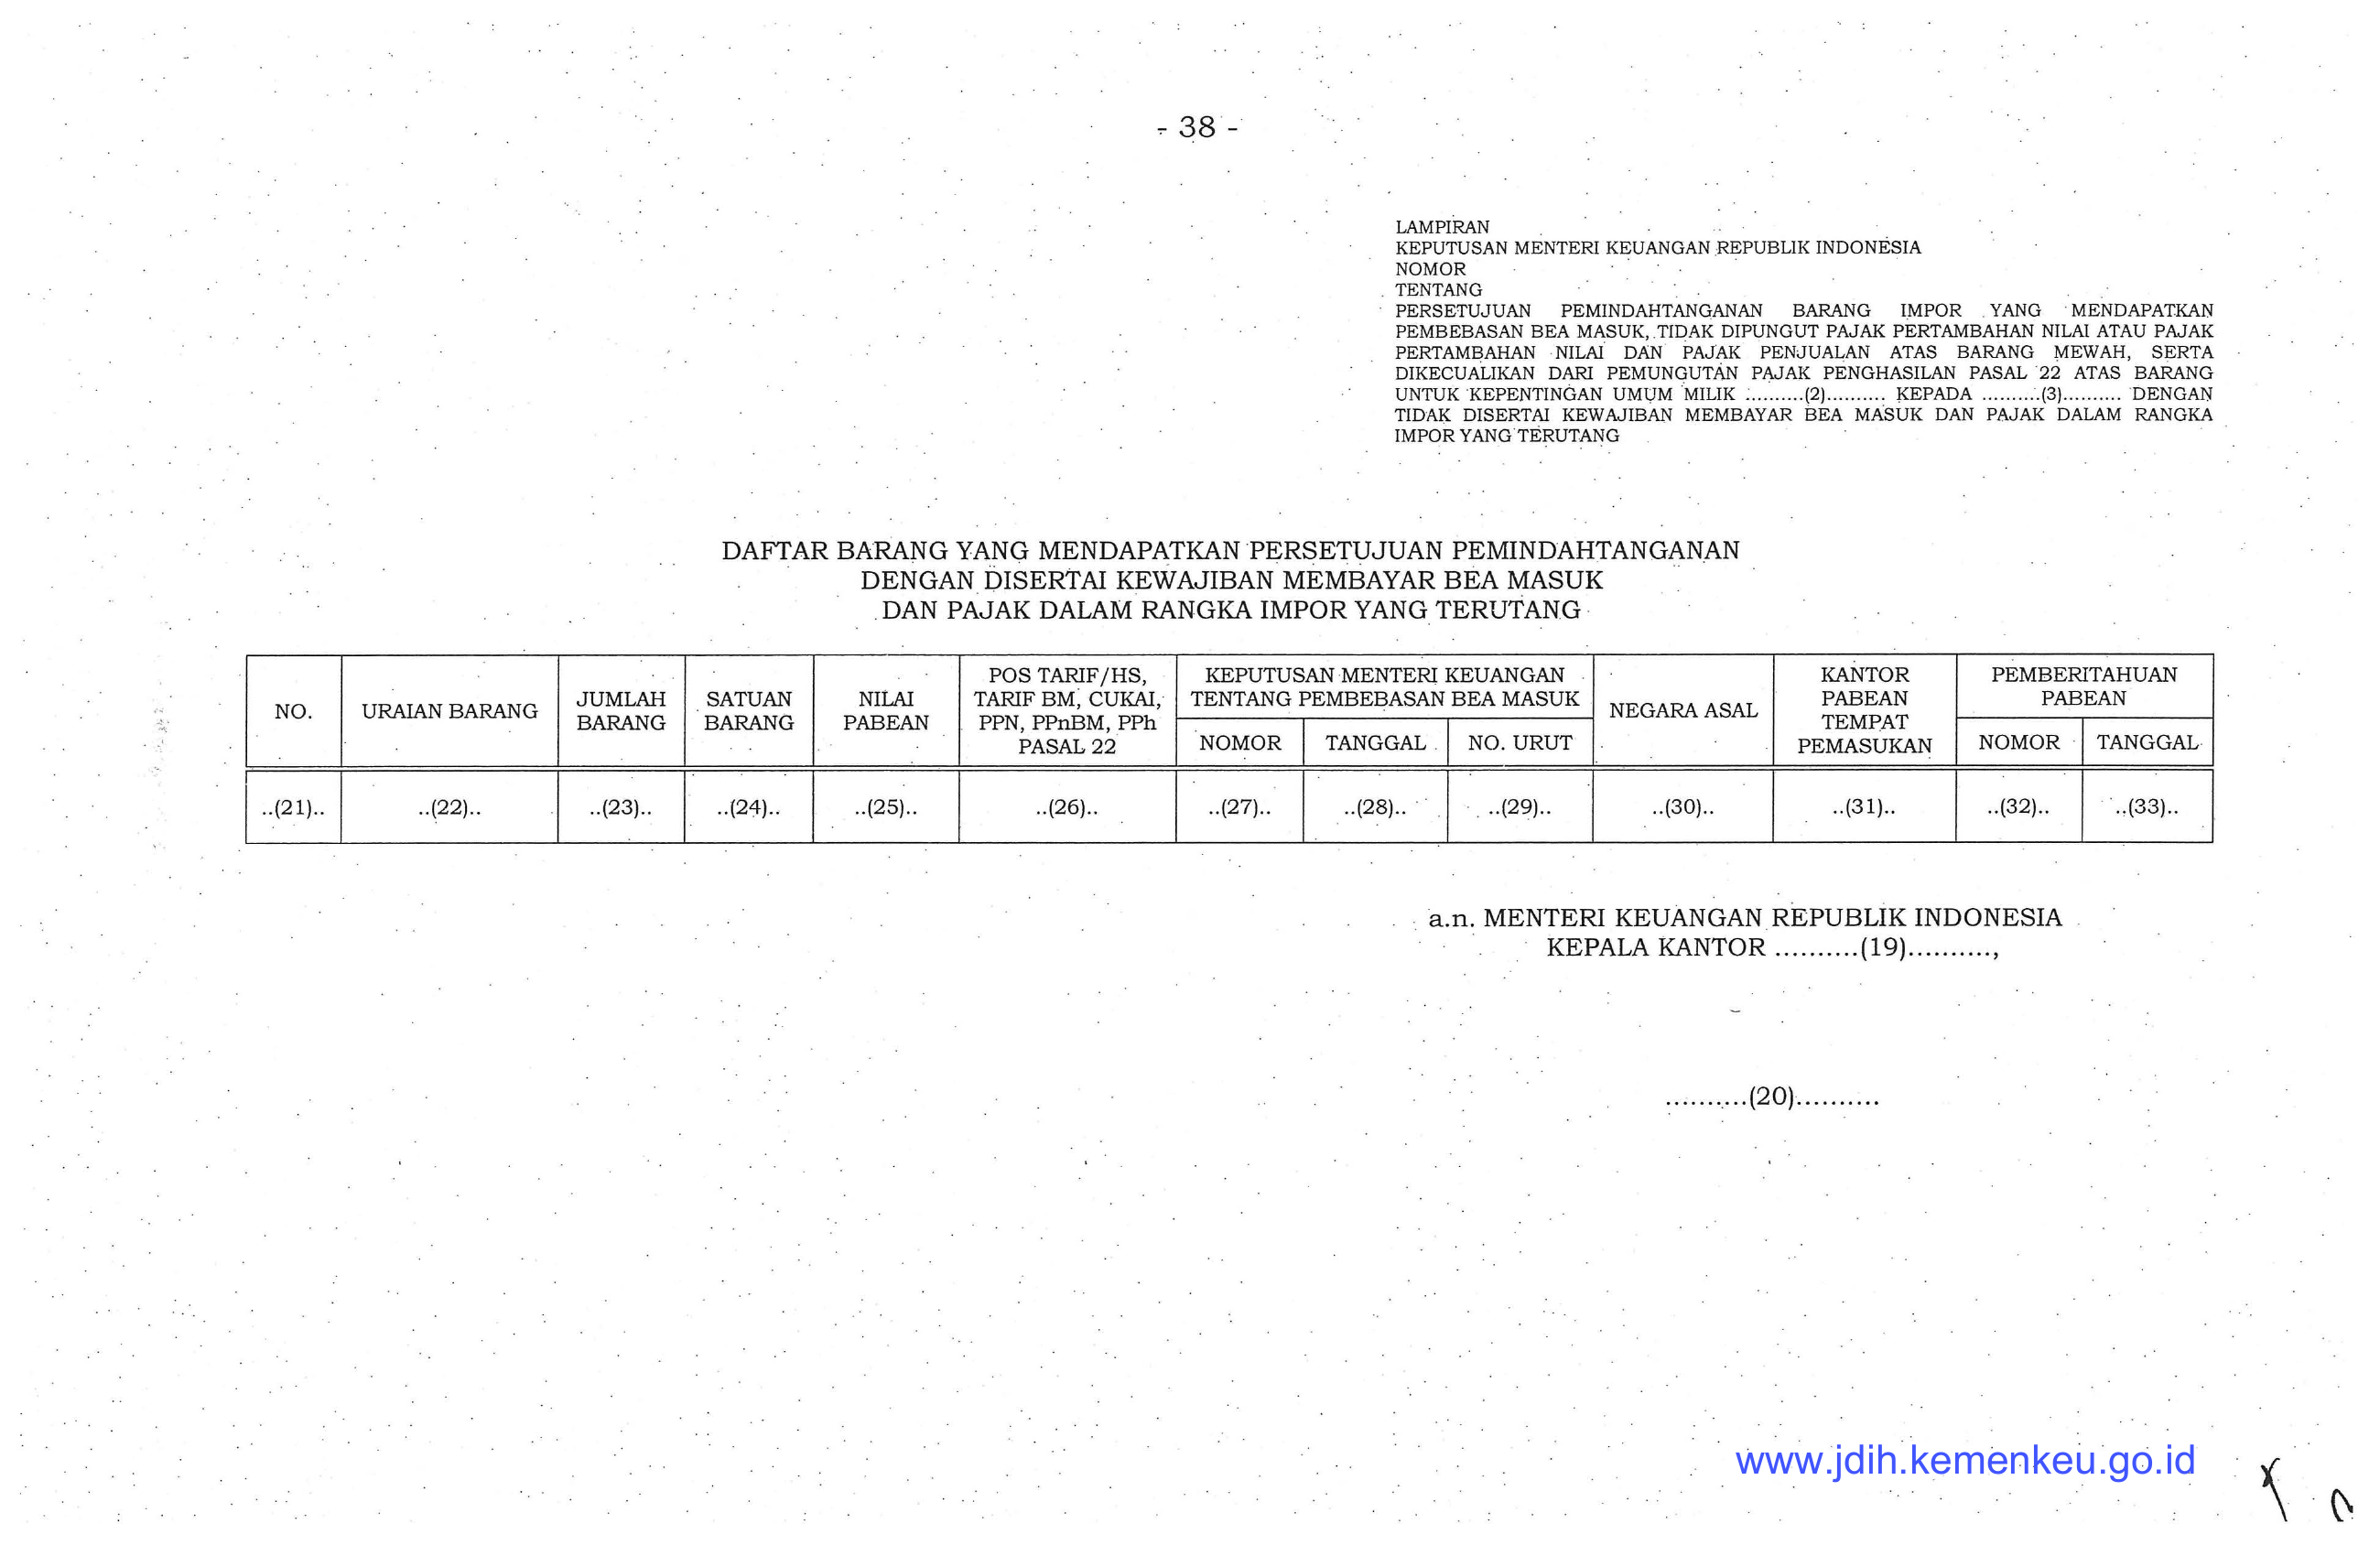 - 38 -
LAMPIRAN
KEPUTUSAN MENTERI KEUANGAN REPUBLIK INDONESIA
NOMOR
TENTANG
PERSETUJUAN PEMINDAHTANGANAN BARANG IMPOR YANG MENDAPATKAN
PEMBEBASAN BEA MASUK, TIDAK DIPUNGUT PAJAK PERTAMBAHAN NILAI ATAU PAJAK
PERTAMBAHAN NILAI DAN PAJAK PENJUALAN ATAS BARANG MEWAH, SERTA
DIKECUALIKAN DARI PEMUNGUTAN PAJAK PENGHASILAN PASAL 22 ATAS BARANG
UNTUK KEPENTINGAN UMUM MILIK ..........(2).......... KEPADA ..........(3).......... DENGAN
TIDAK DISERTAI KEWAJIBAN MEMBAYAR BEA MASUK DAN PAJAK DALAM RANGKA
IMPOR YANG TERUTANG
DAFTAR BARANG YANG MENDAPATKAN PERSETUJUAN PEMINDAHTANGANAN
DENGAN DISERTAI KEWAJIBAN MEMBAYAR BEA MASUK
DAN PAJAK DALAM RANGKA IMPOR YANG TERUTANG
NO.
URAIAN BARANG
JUMLAH
BARANG
SATUAN
BARANG
NILAI
PABEAN
POS TARIF/HS,
TARIF BM, CUKAI,
PPN, PPnBM, PPh
PASAL 22
KEPUTUSAN MENTERI KEUANGAN
TENTANG PEMBEBASAN BEA MASUK
NOMOR
TANGGAL
NO. URUT
NEGARA ASAL
KANTOR
PABEAN
TEMPAT
PEMASUKAN
PEMBERITAHUAN
PABEAN
NOMOR
TANGGAL
..(21)..
..(22)..
..(23)..
..(24)..
..(25)..
..(26)..
..(27)..
..(28)..
..(29)..
..(30)..
..(31)..
..(32)..
..(33)..
a.n. MENTERI KEUANGAN REPUBLIK INDONESIA
KEPALA KANTOR ..........(19)..........,
..........(20)..........
www.jdih.kemenkeu.go.id